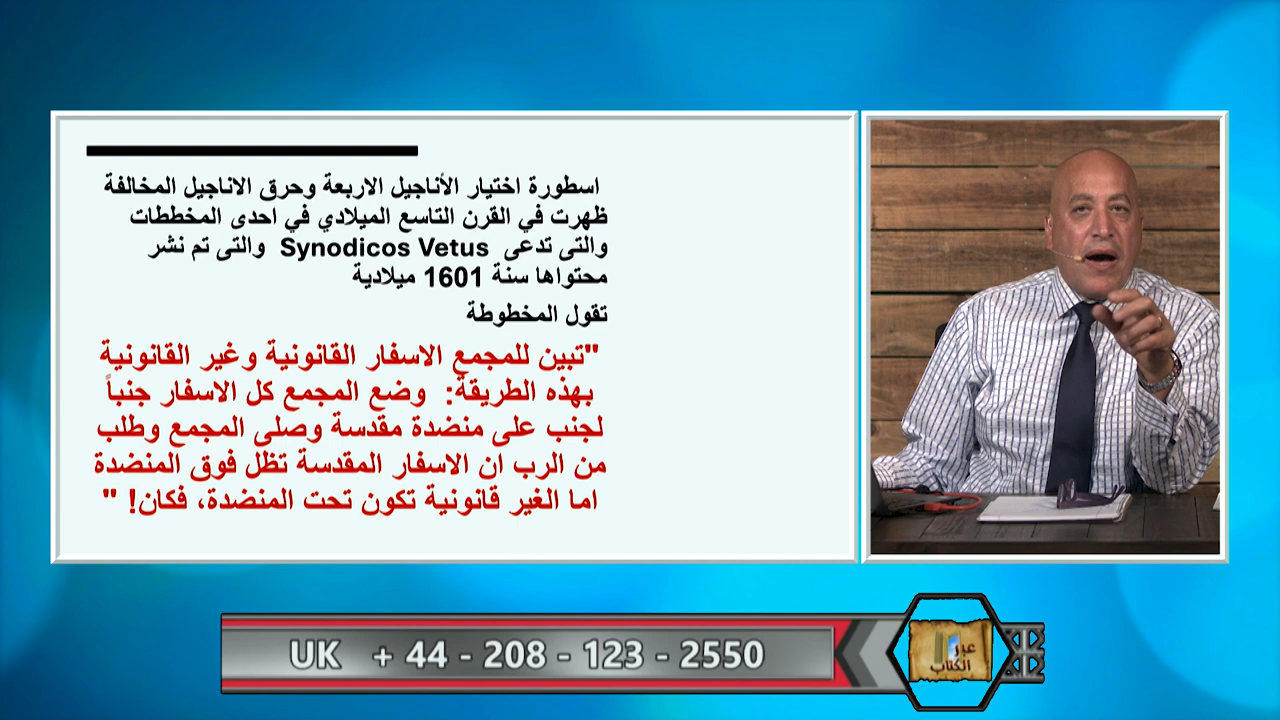 اسطورة اختيار الأناجيل الاربعة وحرق الاناجيل المخالفة
ظهرت في القرن التاسع الميلادي في احدى المخططات
والتى تدعى Synodicos Vetus والتى تم نشر
محتواها سنة 1601 ميلادية
تقول المخطوطة
"تبين للمجمع الاسفار القانونية وغير القانونية
بهذه الطريقة: وضع المجمع كل الاسفار جنباً
لجنب على منضدة مقدسة وصلى المجمع وطلب
من الرب ان الاسفار المقدسة تظل فوق المنضدة
اما الغير قانونية تكون تحت المنضدة، فكان! "
UK + 44 - 208 - 123 - 2550
عبر
الكتاب